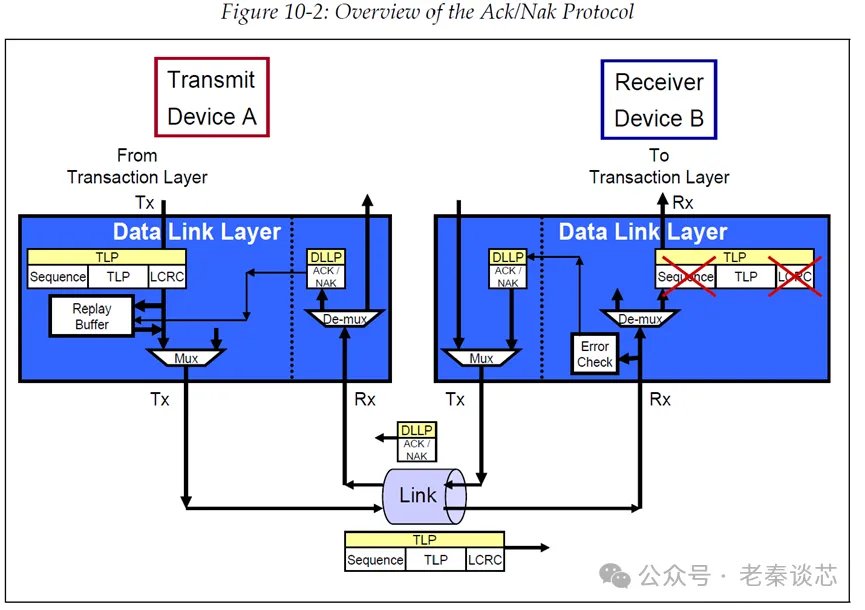 Figure 10-2: Overview of the Ack/Nak Protocol
Transmit
Device A
Receiver
Device B
From
Transaction Layer
To
Transaction Layer
Tx
Rx
Data Link Layer
Data Link Layer
TLP
Sequence TLP LCRC
DLLP
ACK /
NAK
DLLP
ACK /
NAK
TLP
Sequence TLP LCRC
Replay
Buffer
De-mux
De-mux
Mux
Mux
Error
Check
Tx
Rx
Tx
Rx
DLLP
ACK /
NAK
Link
TLP
Sequence TLP LCRC
公众号 · 老秦谈芯